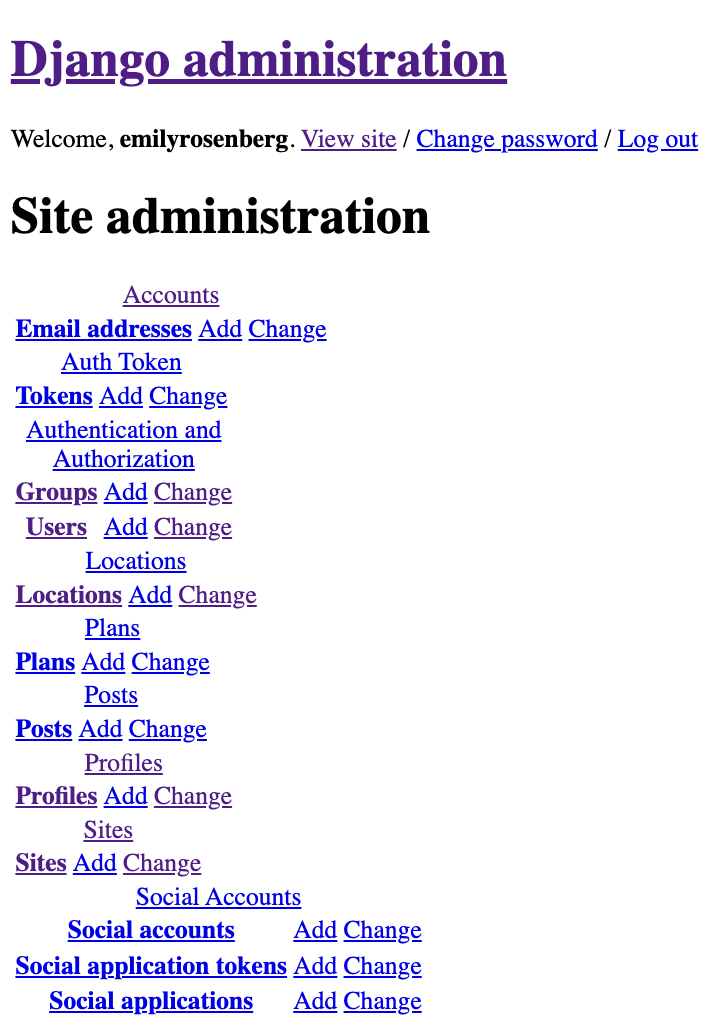 Django administration
Welcome, emilyrosenberg. View site / Change password / Log out
Site administration
Accounts
Email addresses Add Change
Auth Token
Tokens Add Change
Authentication and
Authorization
Groups Add Change
Users Add Change
Locations
Locations Add Change
Plans
Plans Add Change
Posts
Posts Add Change
Profiles
Profiles Add Change
Sites
Sites Add Change
Social Accounts
Social accounts Add Change
Social application tokens Add Change
Social applications Add Change